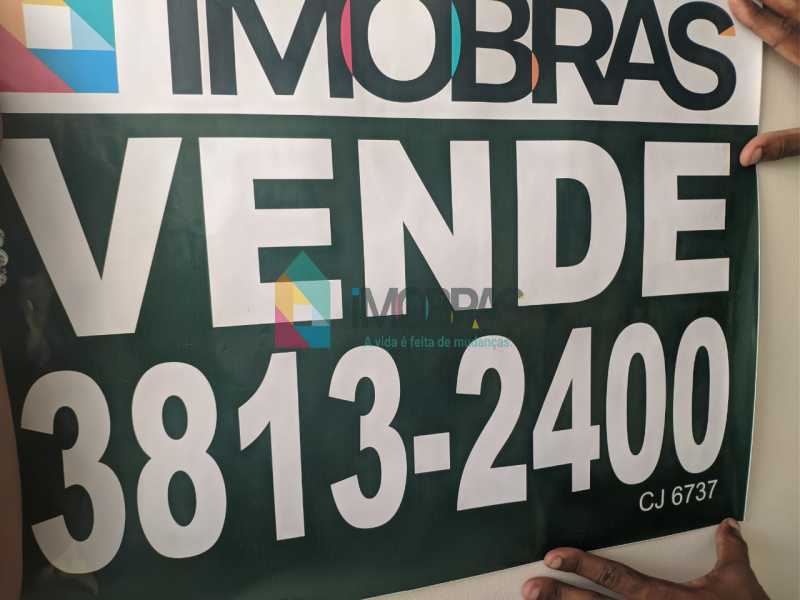 IMOBRAS
VENDE
iMOBRAS
A vida é feita de mudanças.
3813-2400
CJ 6737